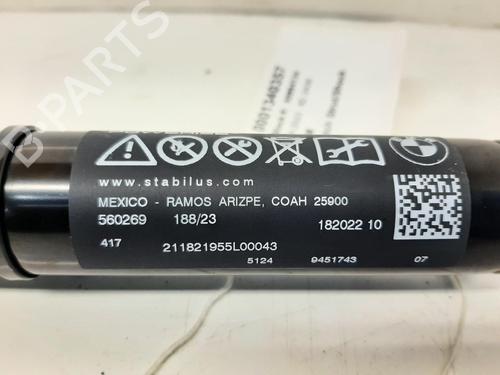 www.stabilus.com
MEXICO - RAMOS ARIZPE, COAH 25900
560269 188/23 182022 10
417 211821955L00043
5124 9451743 07